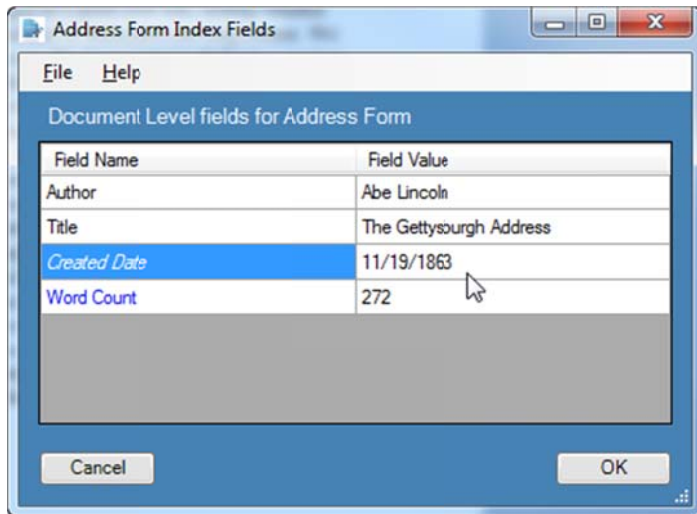 Address Form Index Fields
File Help
Document Level fields for Address Form
Field Name Field Value
Author Abe Lincoln
Title The Gettysburgh Address
Created Date 11/19/1863
Word Count 272
Cancel OK